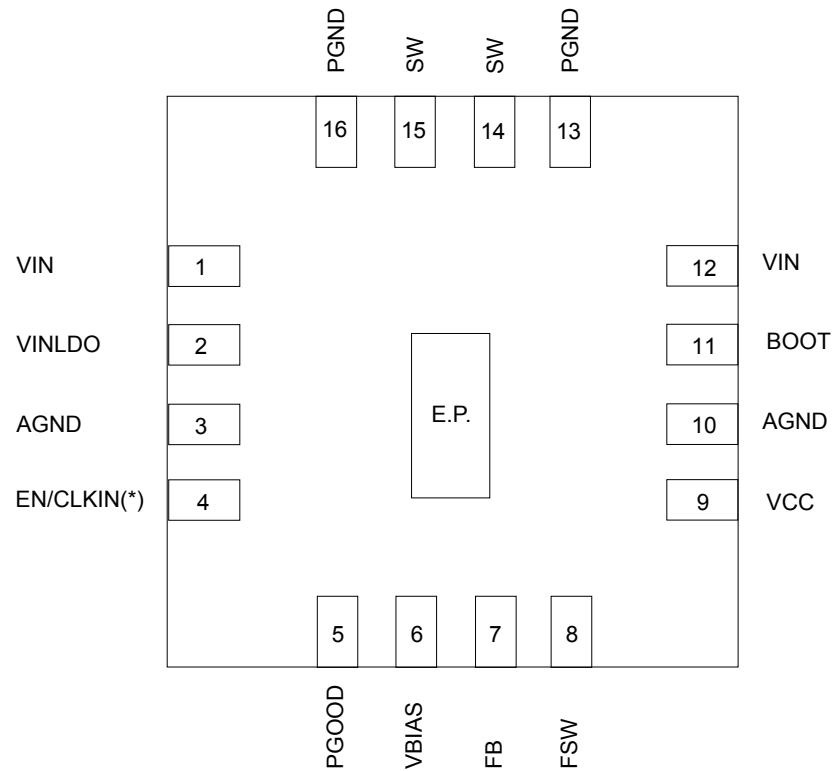 PGND
SW
SW
PGND
16
15
14
13
VIN
1
12
VIN
VINLDO
2
11
BOOT
E.P.
AGND
3
10
AGND
EN/CLKIN(*)
4
9
VCC
5
6
7
8
PGOOD
VBIAS
FB
FSW